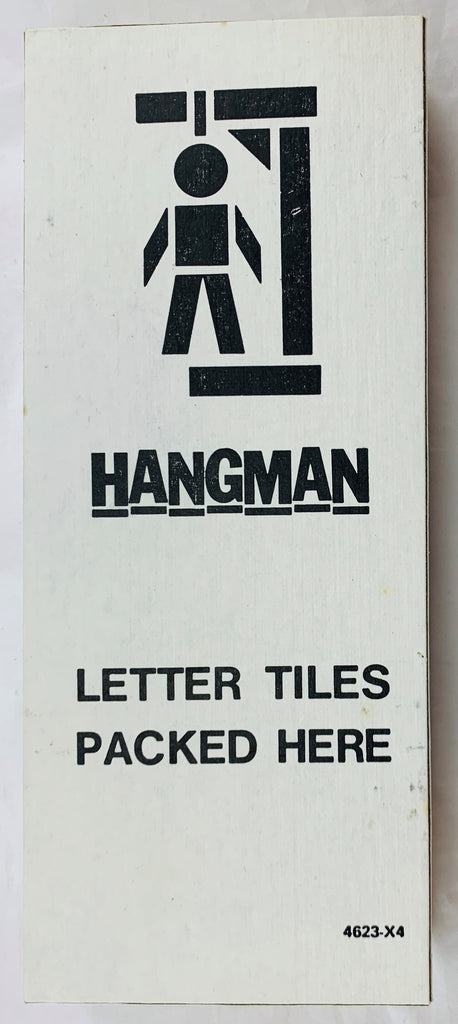 HANGMAN
LETTER TILES
PACKED HERE
4623-X4